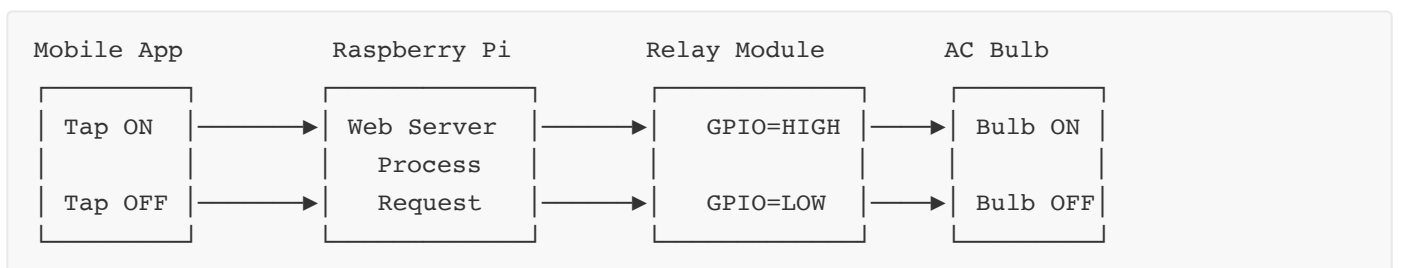 Mobile App Raspberry Pi Relay Module AC Bulb
Tap ON Web Server GPIO=HIGH Bulb ON
Process
Tap OFF Request GPIO=LOW Bulb OFF